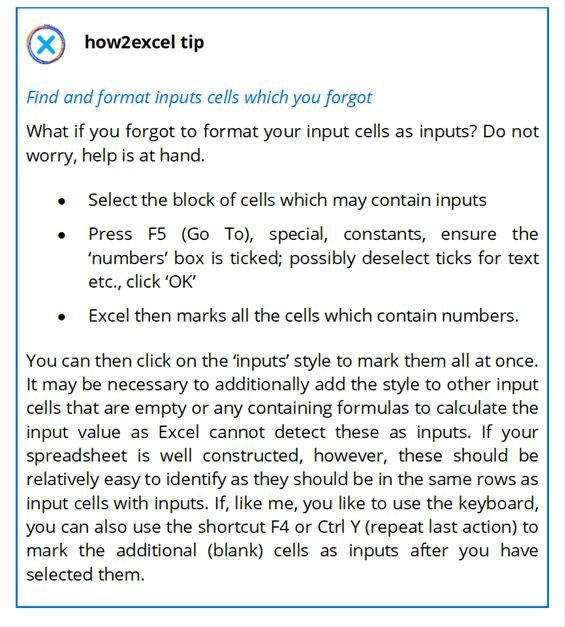 how2excel tip
Find and format inputs cells which you forgot
What if you forgot to format your input cells as inputs? Do not
worry, help is at hand.
• Select the block of cells which may contain inputs
• Press F5 (Go To), special, constants, ensure the
‘numbers’ box is ticked; possibly deselect ticks for text
etc., click ‘OK’
• Excel then marks all the cells which contain numbers.
You can then click on the ‘inputs’ style to mark them all at once.
It may be necessary to additionally add the style to other input
cells that are empty or any containing formulas to calculate the
input value as Excel cannot detect these as inputs. If your
spreadsheet is well constructed, however, these should be
relatively easy to identify as they should be in the same rows as
input cells with inputs. If, like me, you like to use the keyboard,
you can also use the shortcut F4 or Ctrl Y (repeat last action) to
mark the additional (blank) cells as inputs after you have
selected them.